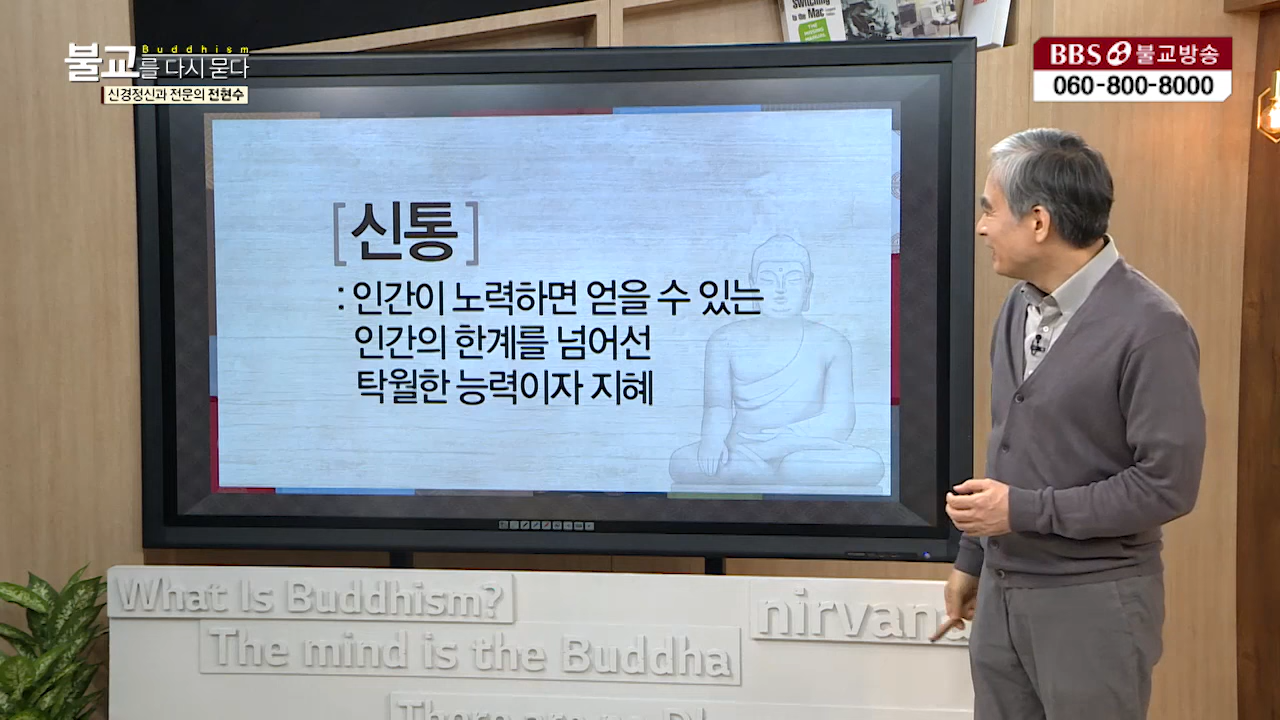 Buddhism
불교를 다시 묻다
신경정신과 전문의 전현수
BBS 불교방송
060-800-8000
Switching
to the Mac
[신통]
: 인간이 노력하면 얻을 수 있는
인간의 한계를 넘어선
탁월한 능력이자 지혜
What Is Buddhism?
nirvana
The mind is the Buddha